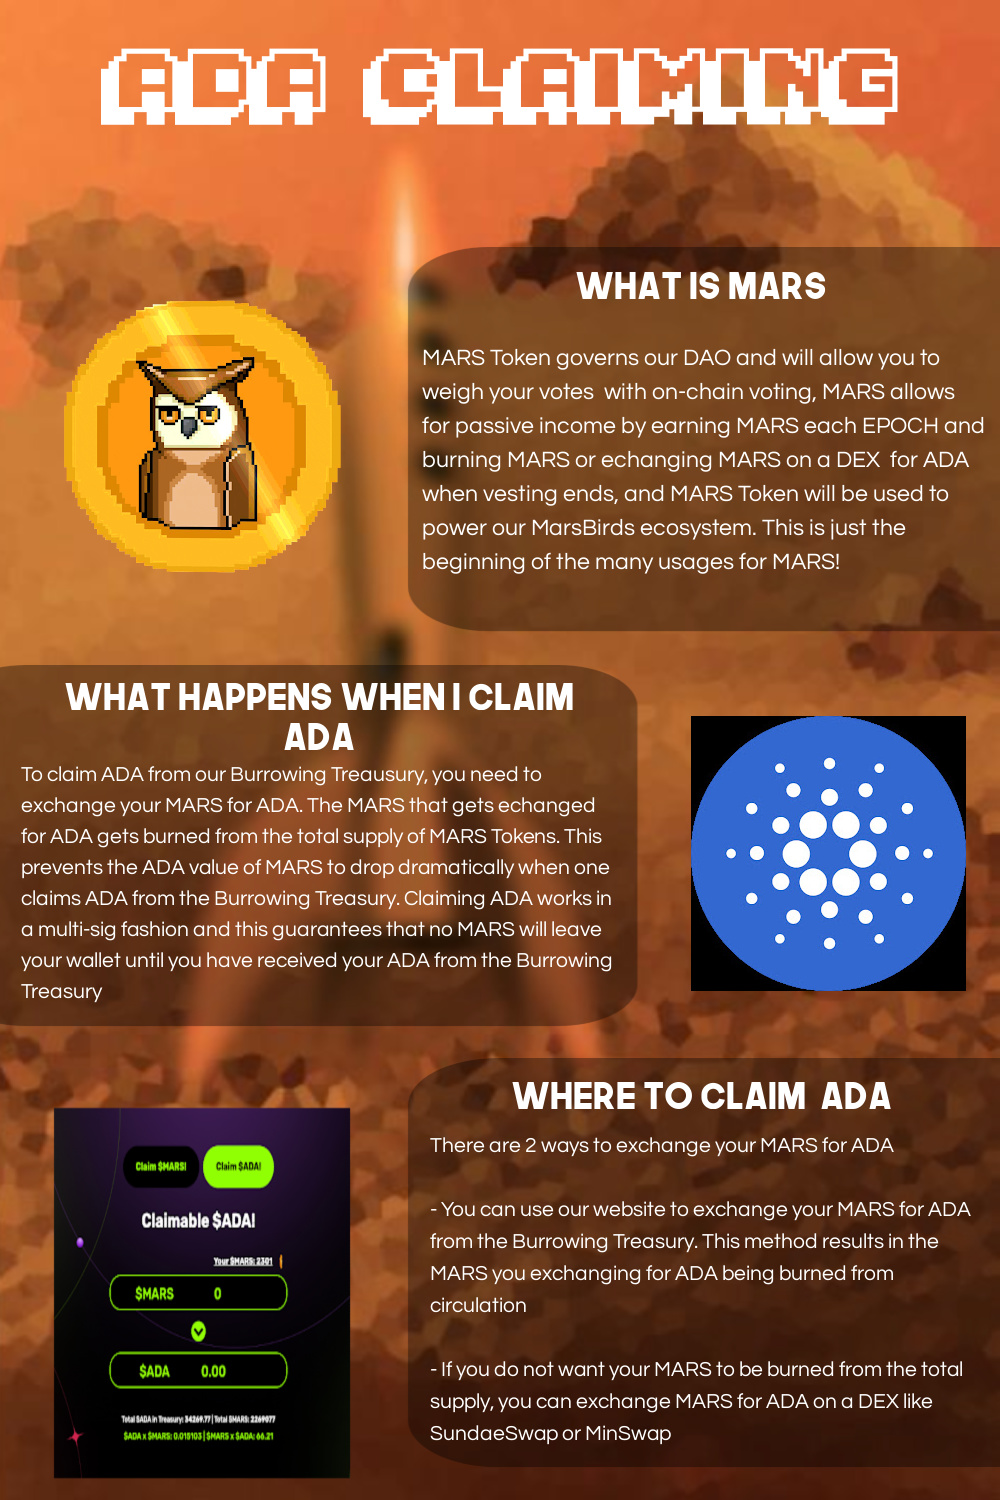 ADA CLAIMING
WHAT IS MARS
MARS Token governs our DAO and will allow you to
weigh your votes  with on-chain voting, MARS allows
for passive income by earning MARS each EPOCH and
burning MARS or echanging MARS on a DEX  for ADA
when vesting ends, and MARS Token will be used to
power our MarsBirds ecosystem. This is just the
beginning of the many usages for MARS!
WHAT HAPPENS WHEN I CLAIM
ADA
To claim ADA from our Burrowing Treausury, you need to
exchange your MARS for ADA. The MARS that gets echanged
for ADA gets burned from the total supply of MARS Tokens. This
prevents the ADA value of MARS to drop dramatically when one
claims ADA from the Burrowing Treasury. Claiming ADA works in
a multi-sig fashion and this guarantees that no MARS will leave
your wallet until you have received your ADA from the Burrowing
Treasury
Claim $MARS! Claim $ADA!
Claimable $ADA!
Your $MARS: 2301
$MARS 0
$ADA 0.00
Total $ADA in Treasury: 34269.77 | Total $MARS: 2269077
$ADA x $MARS: 0.015103 | $MARS x $ADA: 66.21
WHERE TO CLAIM  ADA
There are 2 ways to exchange your MARS for ADA
- You can use our website to exchange your MARS for ADA
from the Burrowing Treasury. This method results in the
MARS you exchanging for ADA being burned from
circulation
- If you do not want your MARS to be burned from the total
supply, you can exchange MARS for ADA on a DEX like
SundaeSwap or MinSwap